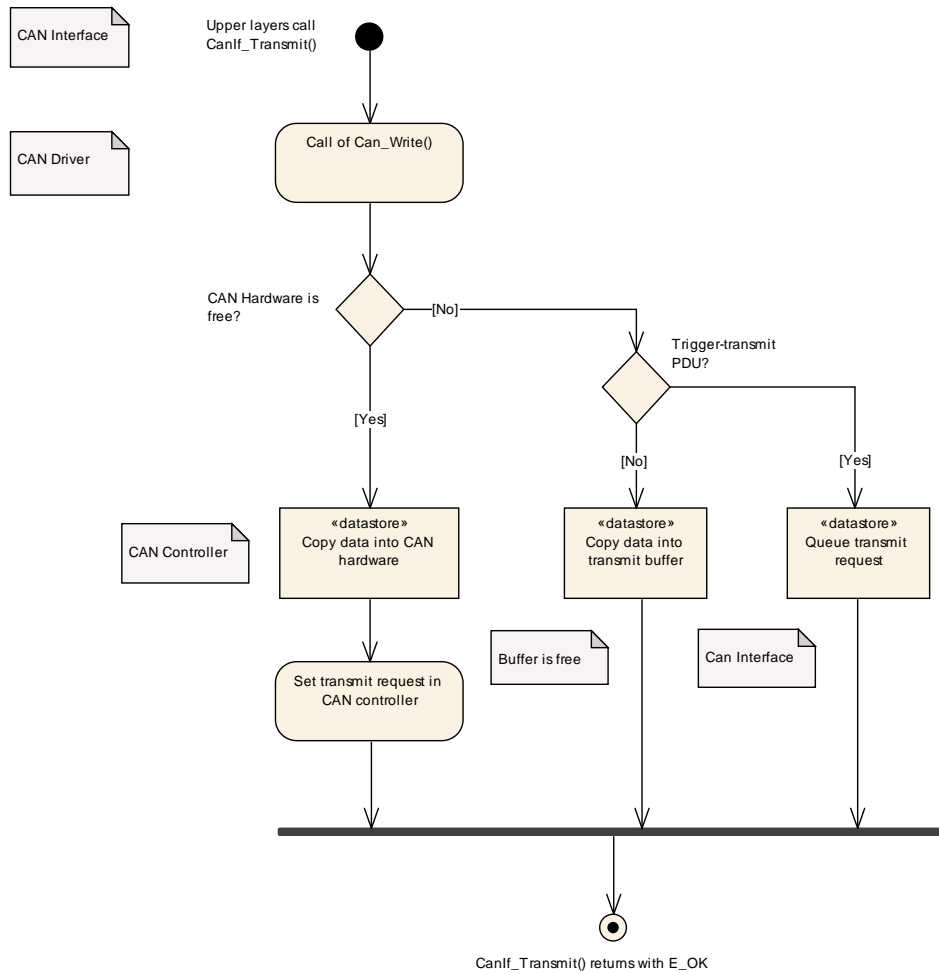 CAN Interface
Upper layers call
CanIf_Transmit()
CAN Driver
Call of Can_Write()
CAN Hardware is
free?
[No]
Trigger-transmit
PDU?
[Yes]
[No]
[Yes]
CAN Controller
«datastore»
Copy data into CAN
hardware
«datastore»
Copy data into
transmit buffer
«datastore»
Queue transmit
request
Buffer is free
Can Interface
Set transmit request in
CAN controller
CanIf_Transmit() returns with E_OK